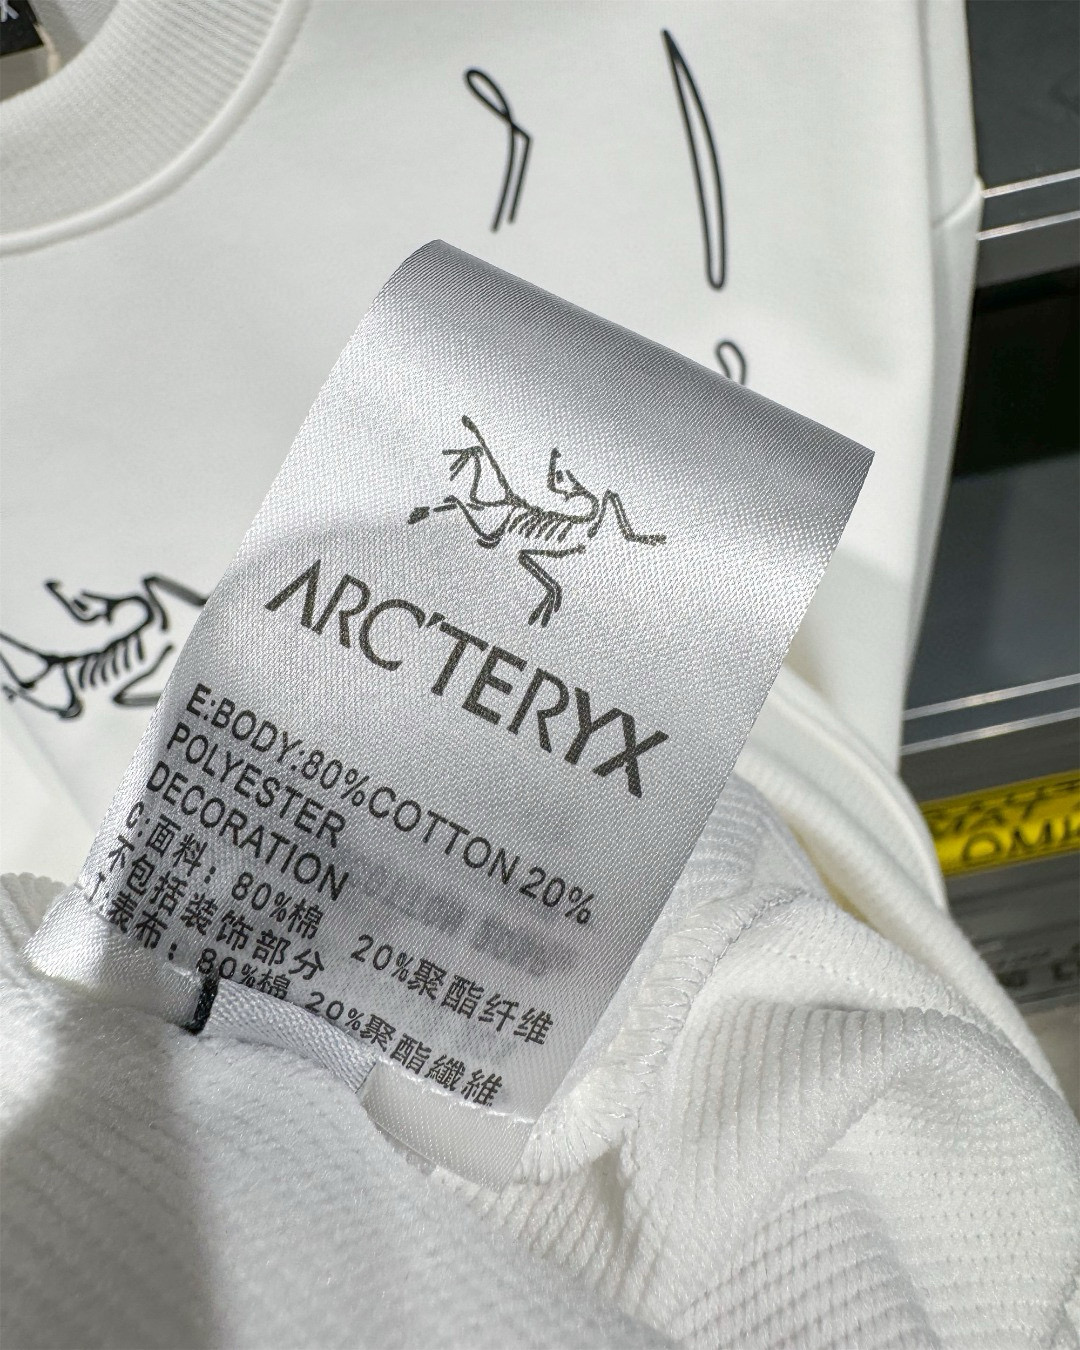 ARC'TERYX
E:BODY:80%COTTON 20%
POLYESTER
DECORATION
C:面料：80%棉 20%聚酯纤维
不包括装饰部分
J:表布：80%棉 20%聚酯纖維